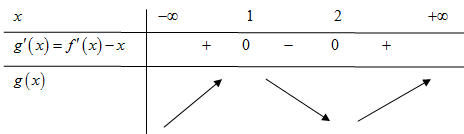 x −∞ 1 2 +∞
g'(x)=f'(x)−x + 0 − 0 +
g(x)